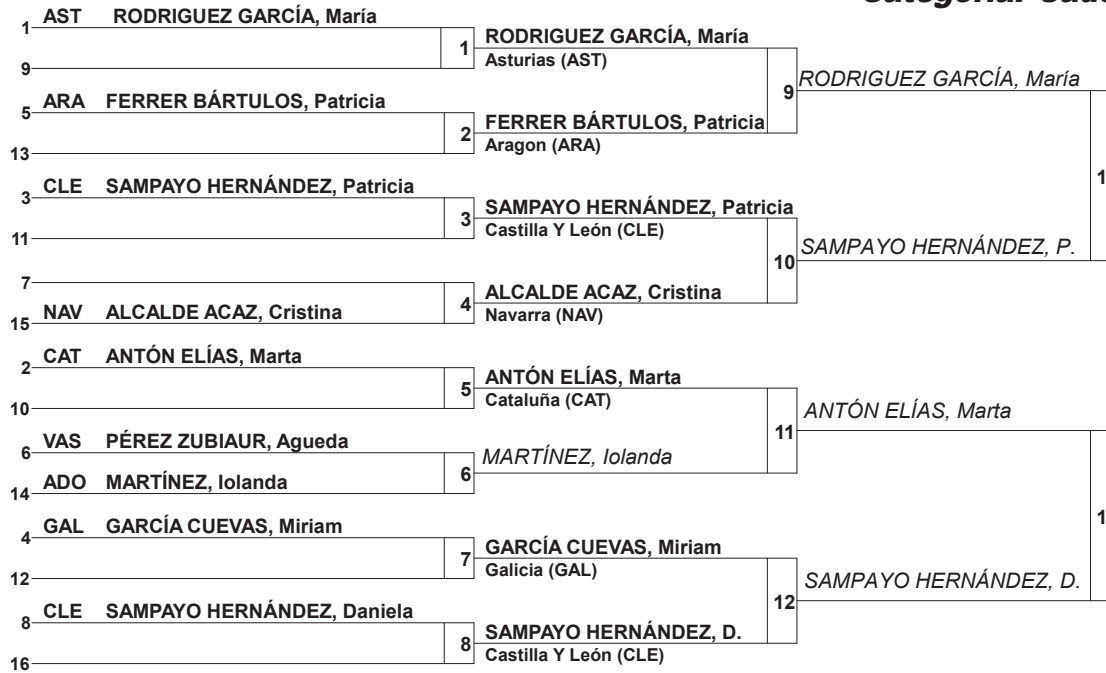 1 AST RODRIGUEZ GARCÍA, María
1 RODRIGUEZ GARCÍA, María
Asturias (AST)
9
9 RODRIGUEZ GARCÍA, María
5 ARA FERRER BÁRTULOS, Patricia
2 FERRER BÁRTULOS, Patricia
Aragon (ARA)
13
1
3 CLE SAMPAYO HERNÁNDEZ, Patricia
3 SAMPAYO HERNÁNDEZ, Patricia
Castilla Y León (CLE)
11
10 SAMPAYO HERNÁNDEZ, P.
7
4 ALCALDE ACAZ, Cristina
Navarra (NAV)
15 NAV ALCALDE ACAZ, Cristina
2 CAT ANTÓN ELÍAS, Marta
5 ANTÓN ELÍAS, Marta
Cataluña (CAT)
10
11 ANTÓN ELÍAS, Marta
6 VAS PÉREZ ZUBIAUR, Agueda
6 MARTÍNEZ, Iolanda
14 ADO MARTÍNEZ, Iolanda
1
4 GAL GARCÍA CUEVAS, Miriam
7 GARCÍA CUEVAS, Miriam
Galicia (GAL)
12
12 SAMPAYO HERNÁNDEZ, D.
8 CLE SAMPAYO HERNÁNDEZ, Daniela
8 SAMPAYO HERNÁNDEZ, D.
Castilla Y León (CLE)
16